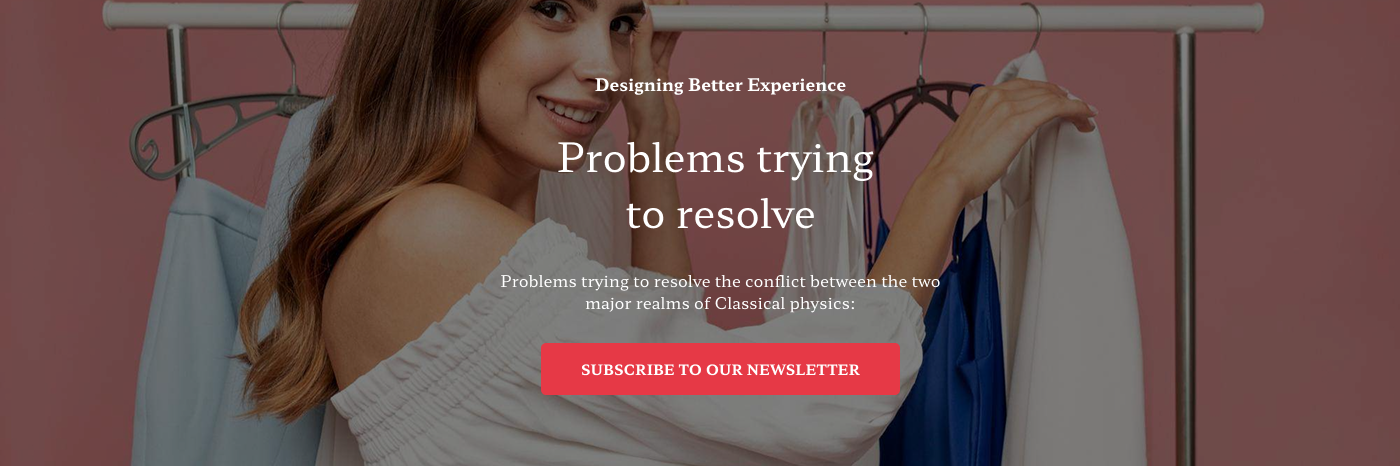 Designing Better Experience
Problems trying
to resolve
Problems trying to resolve the conflict between the two
major realms of Classical physics:
SUBSCRIBE TO OUR NEWSLETTER